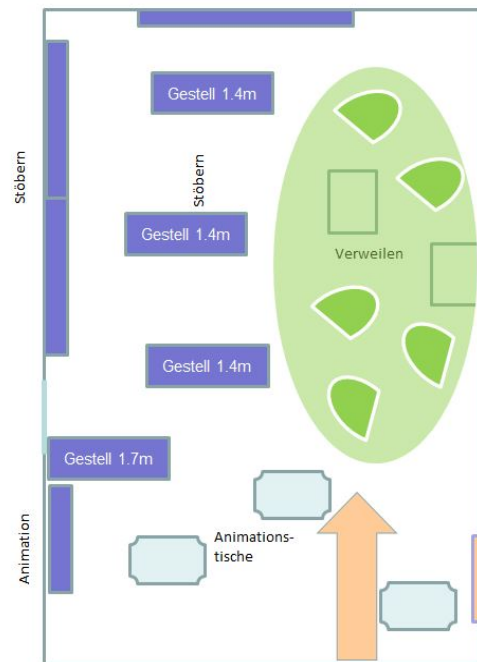 Gestell 1.4m
Stöbern
Stöbern
Gestell 1.4m
Verweilen
Gestell 1.4m
Gestell 1.7m
Animation
Animations-
tische